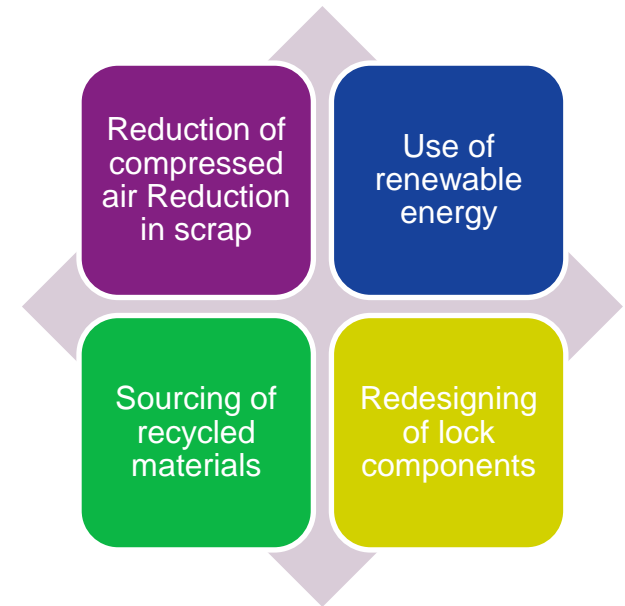 Reduction of
compressed
air Reduction
in scrap
Use of
renewable
energy
Sourcing of
recycled
materials
Redesigning
of lock
components